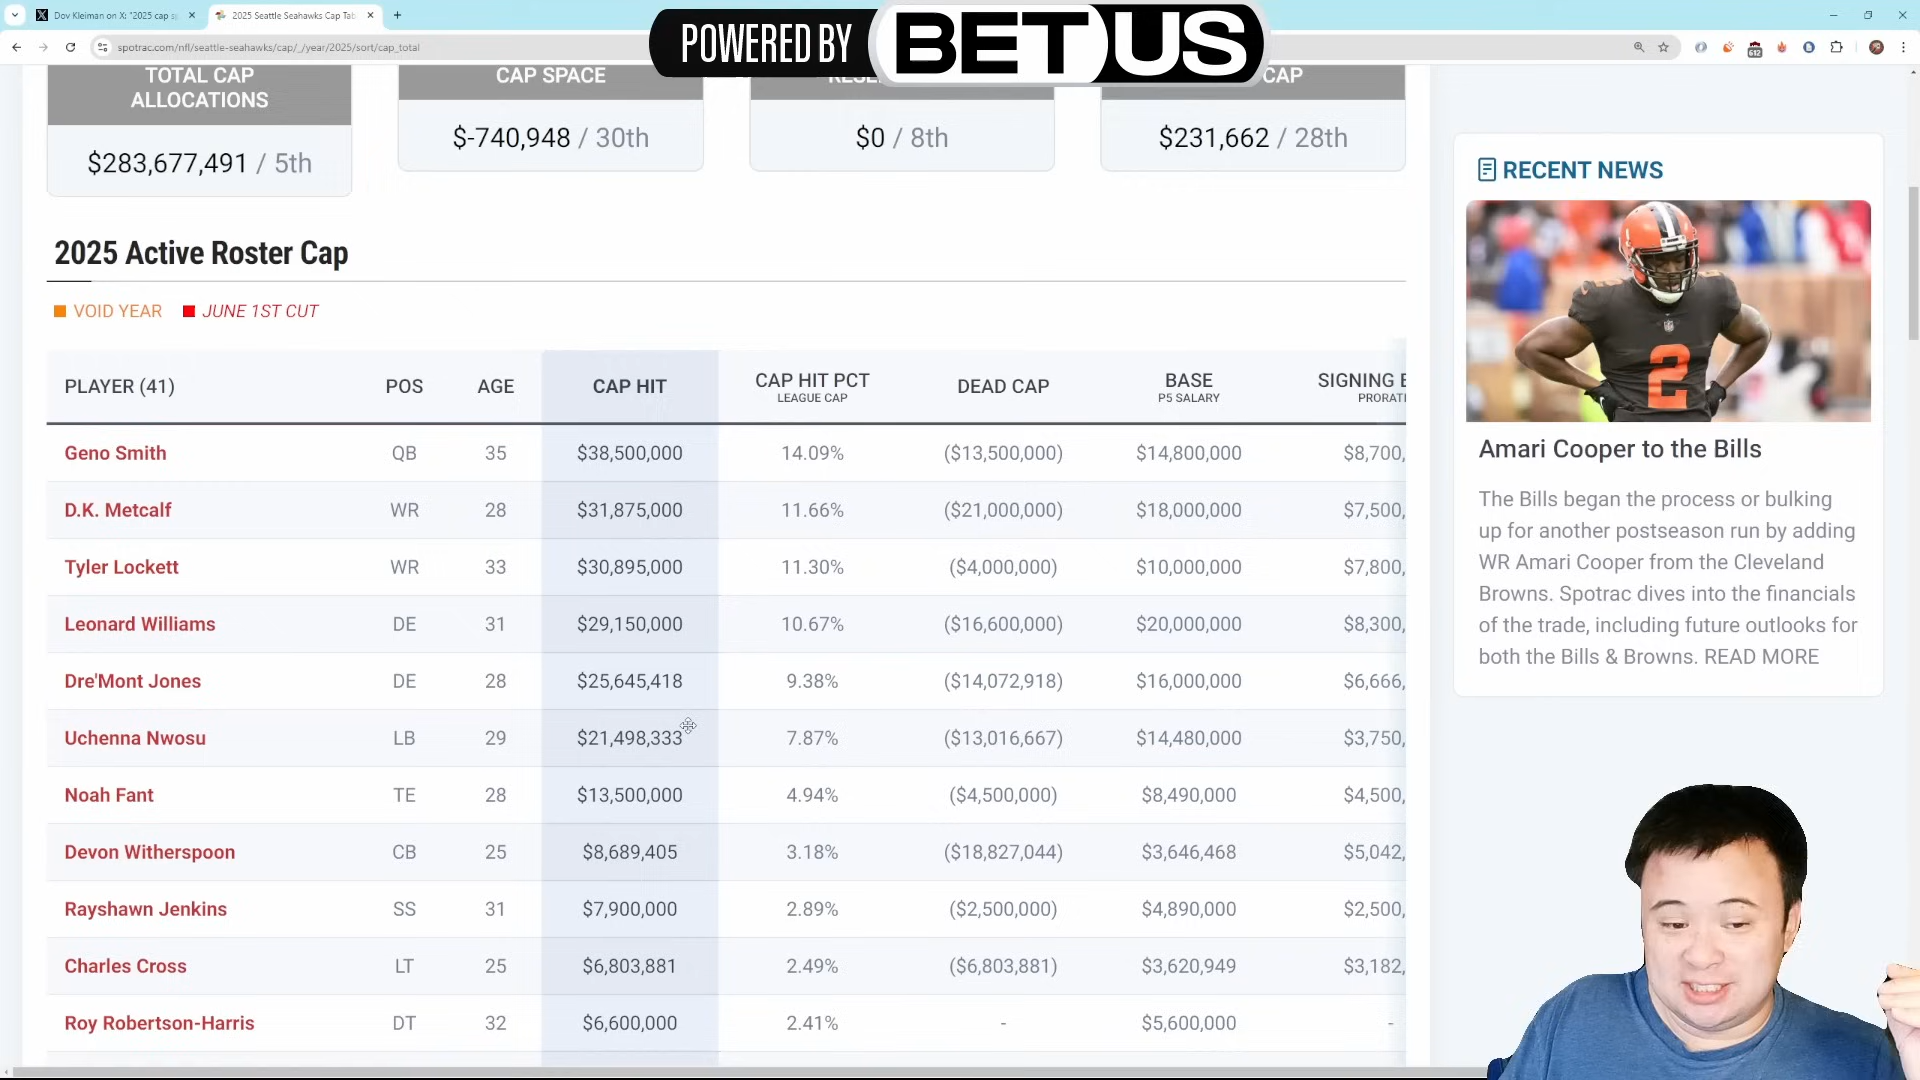 Dov Kleiman on X: "2025 cap s
2025 Seattle Seahawks Cap Tab
spotrac.com/nfl/seattle-seahawks/cap/_/year/2025/sort/cap_total
POWERED BY BETUS
TOTAL CAP
ALLOCATIONS
$283,677,491 / 5th
CAP SPACE
$-740,948 / 30th
$0 / 8th
CAP
$231,662 / 28th
2025 Active Roster Cap
VOID YEAR JUNE 1ST CUT
PLAYER (41) POS AGE CAP HIT CAP HIT PCT DEAD CAP BASE SIGNING B
LEAGUE CAP P5 SALARY PRORAT
Geno Smith QB 35 $38,500,000 14.09% ($13,500,000) $14,800,000 $8,700,
D.K. Metcalf WR 28 $31,875,000 11.66% ($21,000,000) $18,000,000 $7,500,
Tyler Lockett WR 33 $30,895,000 11.30% ($4,000,000) $10,000,000 $7,800,
Leonard Williams DE 31 $29,150,000 10.67% ($16,600,000) $20,000,000 $8,300,
Dre'Mont Jones DE 28 $25,645,418 9.38% ($14,072,918) $16,000,000 $6,666,
Uchenna Nwosu LB 29 $21,498,333 7.87% ($13,016,667) $14,480,000 $3,750,
Noah Fant TE 28 $13,500,000 4.94% ($4,500,000) $8,490,000 $4,500,
Devon Witherspoon CB 25 $8,689,405 3.18% ($18,827,044) $3,646,468 $5,042,
Rayshawn Jenkins SS 31 $7,900,000 2.89% ($2,500,000) $4,890,000 $2,500,
Charles Cross LT 25 $6,803,881 2.49% ($6,803,881) $3,620,949 $3,182,
Roy Robertson-Harris DT 32 $6,600,000 2.41% - $5,600,000 -
RECENT NEWS
2
Amari Cooper to the Bills
The Bills began the process or bulking
up for another postseason run by adding
WR Amari Cooper from the Cleveland
Browns. Spotrac dives into the financials
of the trade, including future outlooks for
both the Bills & Browns. READ MORE